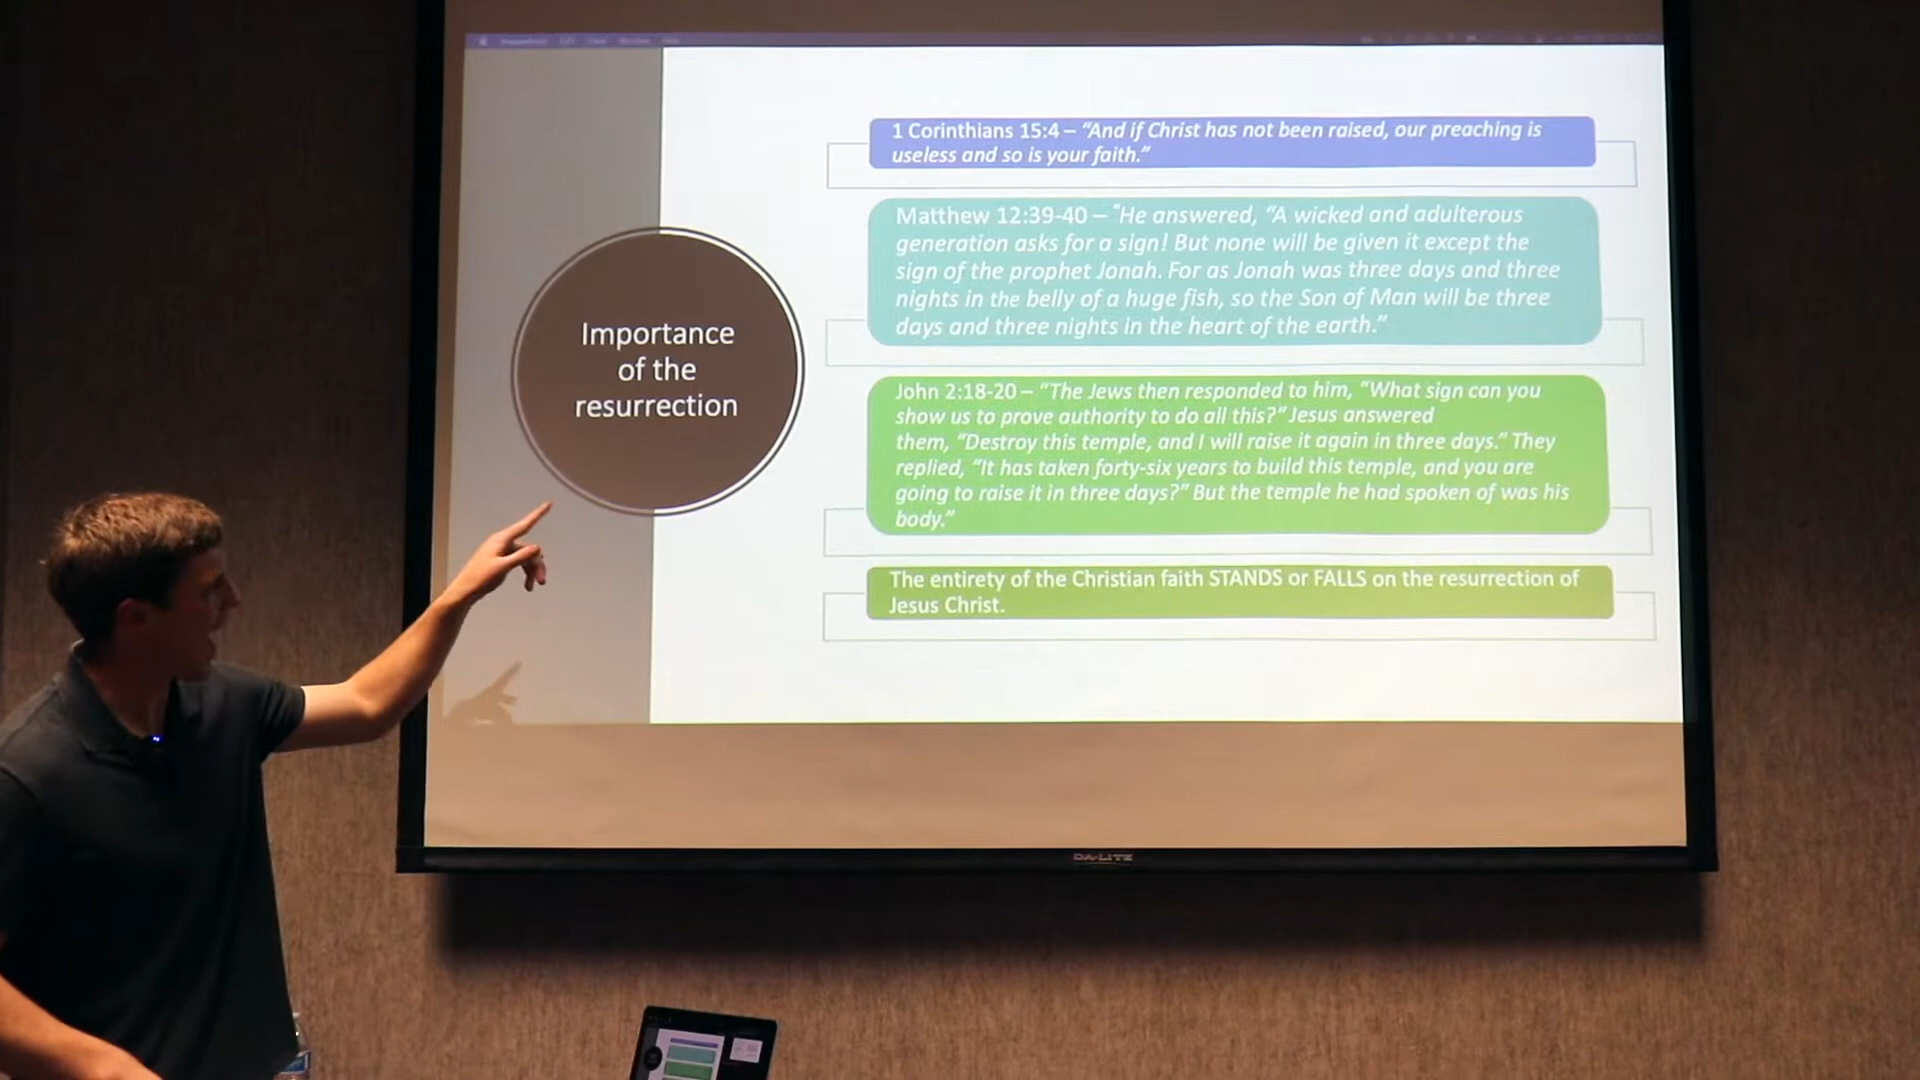 Importance
of the
resurrection
1 Corinthians 15:4 – “And if Christ has not been raised, our preaching is
useless and so is your faith.”
Matthew 12:39-40 – “He answered, “A wicked and adulterous
generation asks for a sign! But none will be given it except the
sign of the prophet Jonah. For as Jonah was three days and three
nights in the belly of a huge fish, so the Son of Man will be three
days and three nights in the heart of the earth.”
John 2:18-20 – “The Jews then responded to him, “What sign can you
show us to prove authority to do all this?” Jesus answered
them, “Destroy this temple, and I will raise it again in three days.” They
replied, “It has taken forty-six years to build this temple, and you are
going to raise it in three days?” But the temple he had spoken of was his
body.”
The entirety of the Christian faith STANDS or FALLS on the resurrection of
Jesus Christ.
DA-LITE